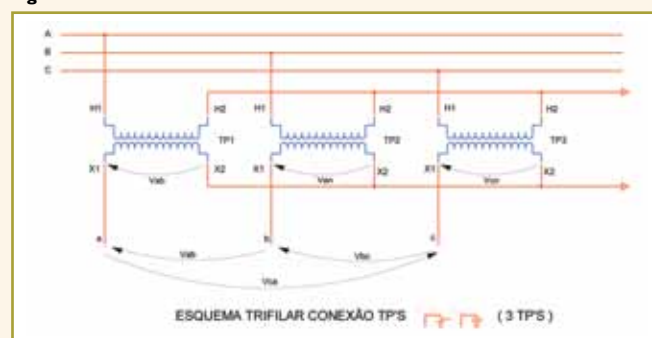 A
B
C
H1 H2 H1 H2 H1 H2
TP1 TP2 TP3
X1 X2 X1 X2 X1 X2
Vab Van Vcn
a b c
Vab Vbc
Vca
ESQUEMA TRIFILAR CONEXÃO TP'S ( 3 TP'S )